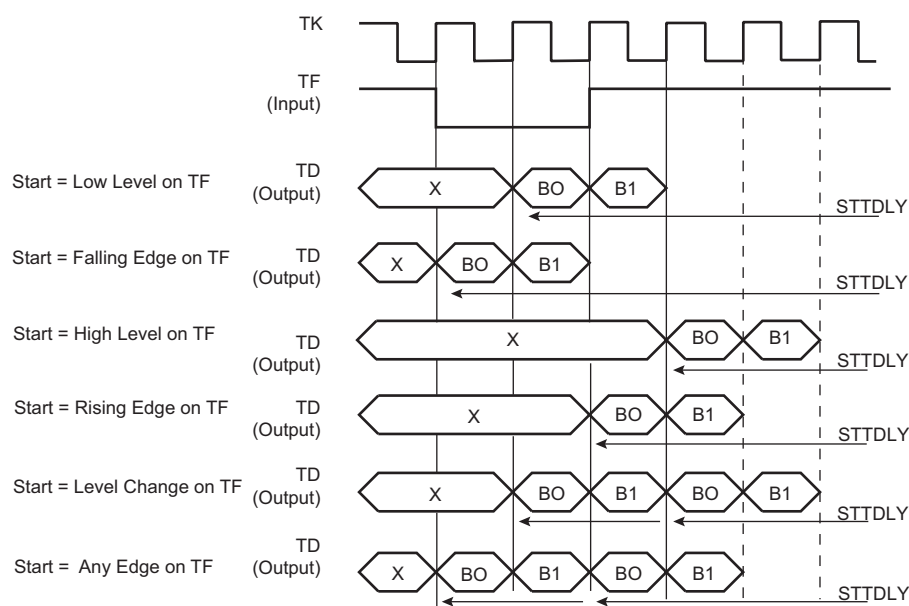 TK
TF
(Input)
Start = Low Level on TF
TD
(Output)
X
BO
B1
STTDLY
Start = Falling Edge on TF
TD
(Output)
X
BO
B1
STTDLY
Start = High Level on TF
TD
(Output)
X
BO
B1
STTDLY
Start = Rising Edge on TF
TD
(Output)
X
BO
B1
STTDLY
Start = Level Change on TF
TD
(Output)
X
BO
B1
BO
B1
STTDLY
Start = Any Edge on TF
TD
(Output)
X
BO
B1
BO
B1
STTDLY